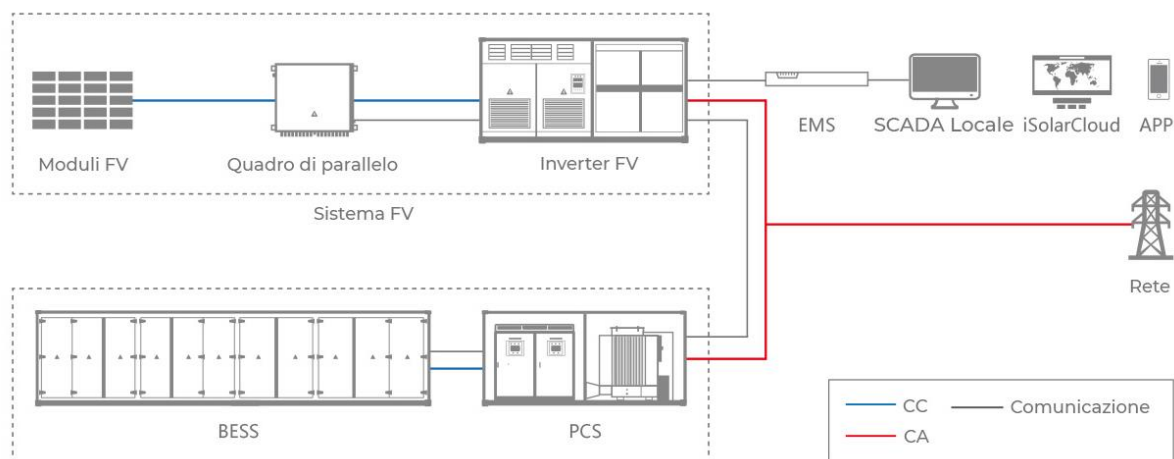 Moduli FV
Quadro di parallelo
Inverter FV
EMS
SCADA Locale
iSolarCloud
APP
Sistema FV
Rete
BESS
PCS
CC
Comunicazione
CA